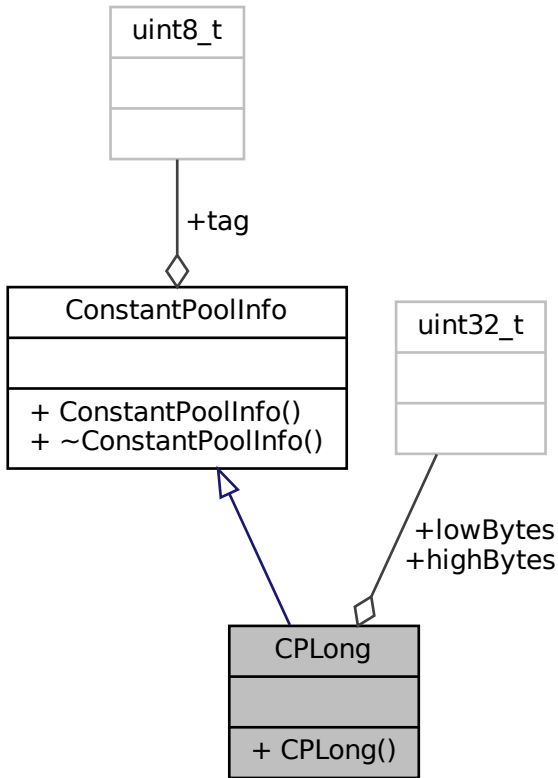 uint8_t
+tag
ConstantPoolInfo
+ ConstantPoolInfo()
+ ~ConstantPoolInfo()
uint32_t
+lowBytes
+highBytes
CPLong
+ CPLong()